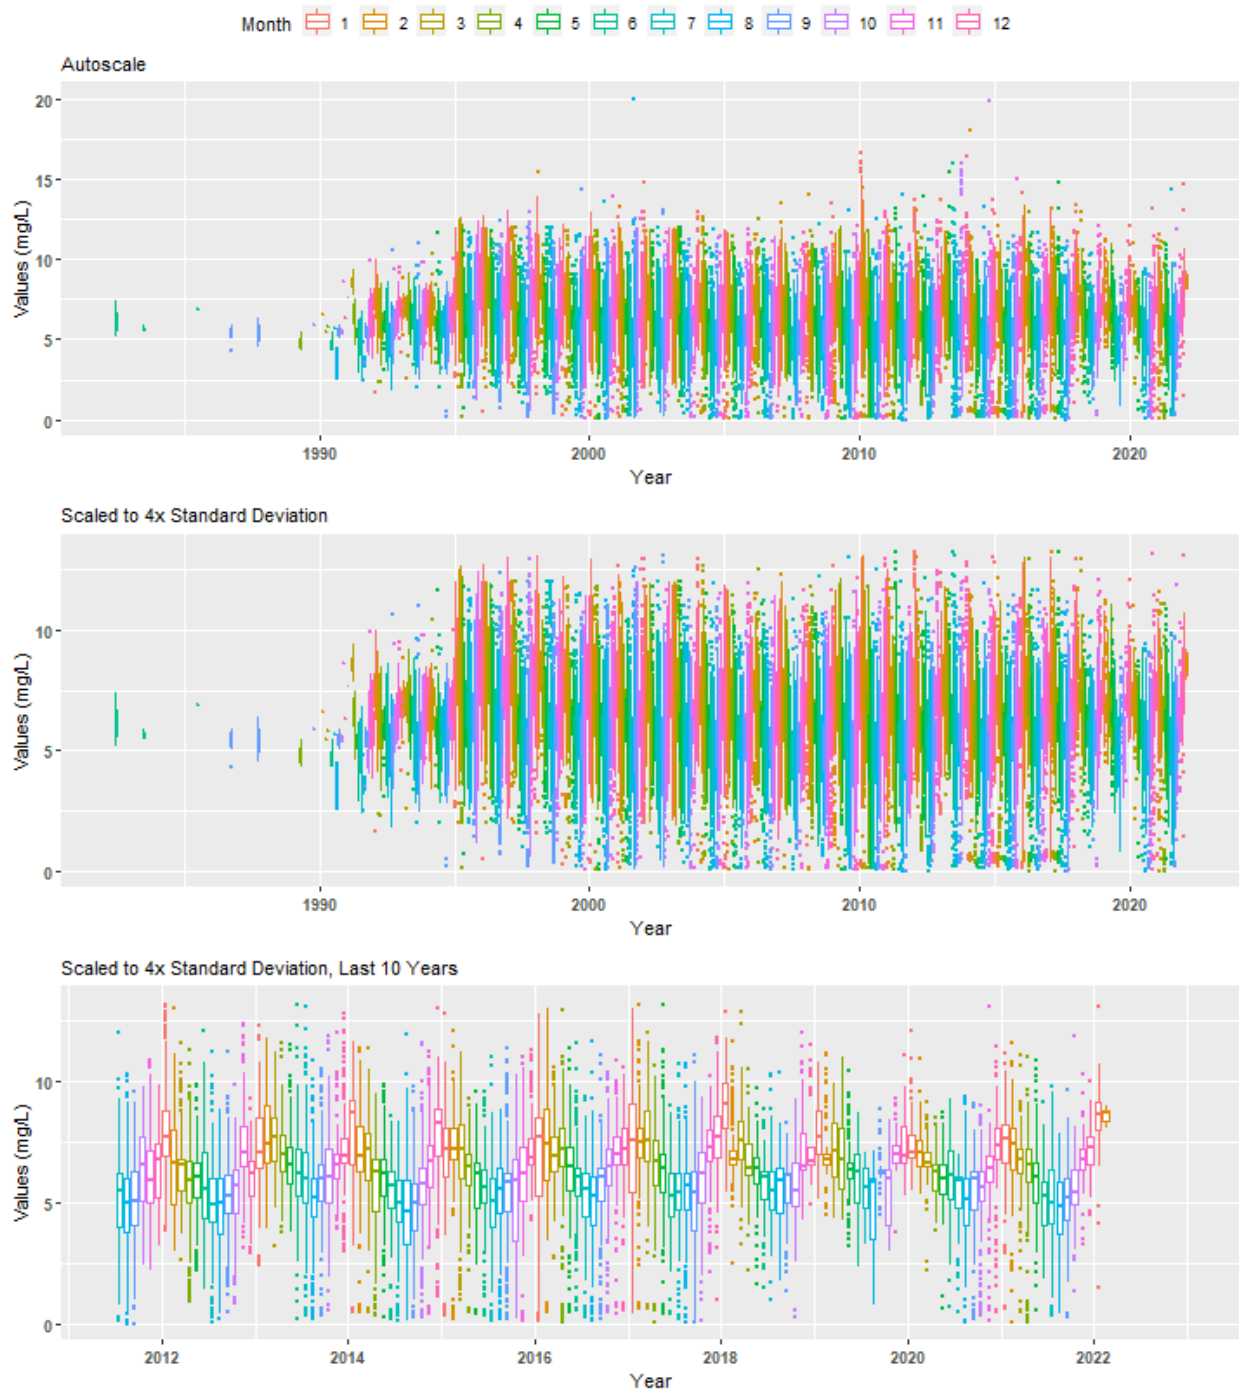 Month 1 2 3 4 5 6 7 8 9 10 11 12
Autoscale
20
15
10
5
0
Values (mg/L)
1990 2000 2010 2020
Year
Scaled to 4x Standard Deviation
10
5
0
Values (mg/L)
1990 2000 2010 2020
Year
Scaled to 4x Standard Deviation, Last 10 Years
10
5
0
Values (mg/L)
2012 2014 2016 2018 2020 2022
Year